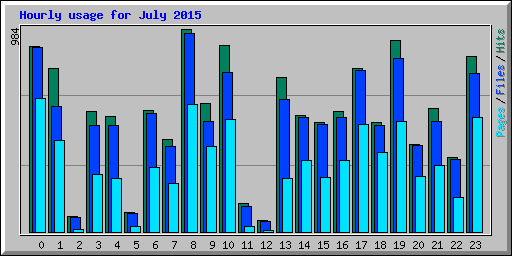 Hourly usage for July 2015
984
Pages/Files/Hits
0 1 2 3 4 5 6 7 8 9 10 11 12 13 14 15 16 17 18 19 20 21 22 23